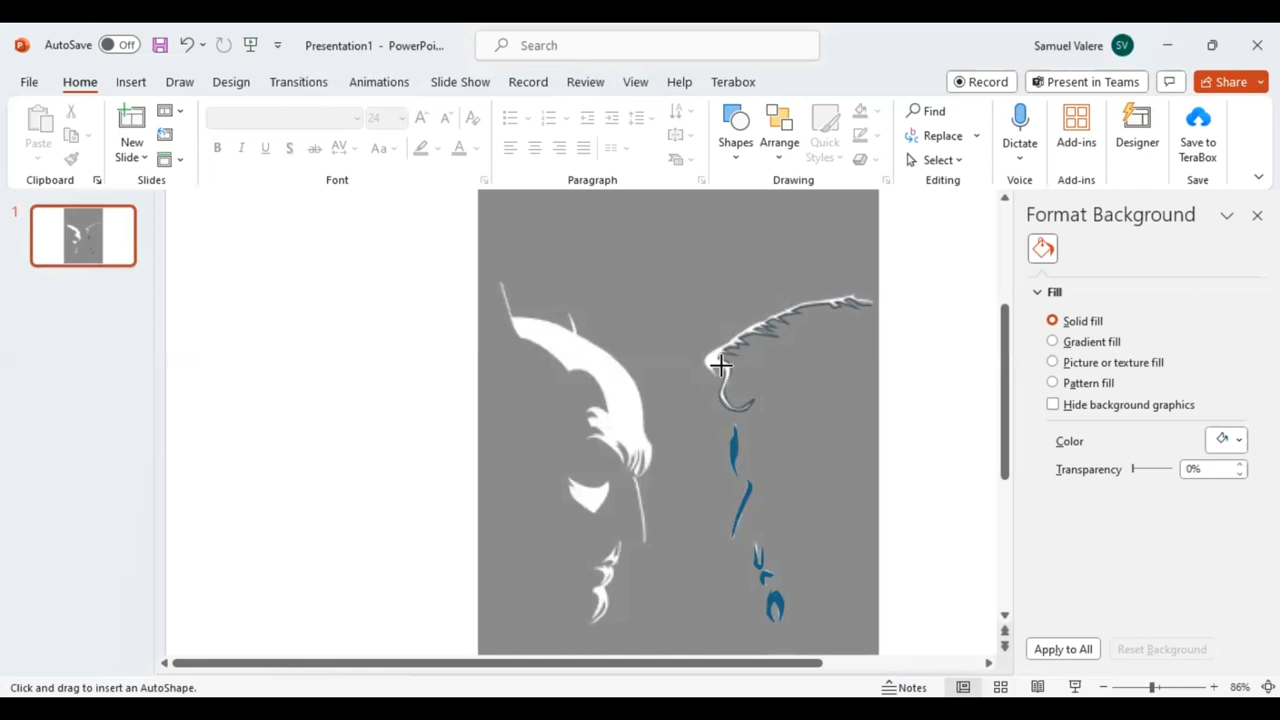 AutoSave Off Presentation1 - PowerPoi... Search Samuel Valere SV
File Home Insert Draw Design Transitions Animations Slide Show Record Review View Help Terabox Record Present in Teams Share
Paste New Slide 24 B I U S ab AV Aa A Shapes Arrange Quick Styles Find Replace Select Dictate Add-ins Designer Save to TeraBox
Clipboard Slides Font Paragraph Drawing Editing Voice Add-ins Save
1
Format Background
Fill
Solid fill
Gradient fill
Picture or texture fill
Pattern fill
Hide background graphics
Color
Transparency 0%
Apply to All Reset Background
Click and drag to insert an AutoShape. Notes 86%